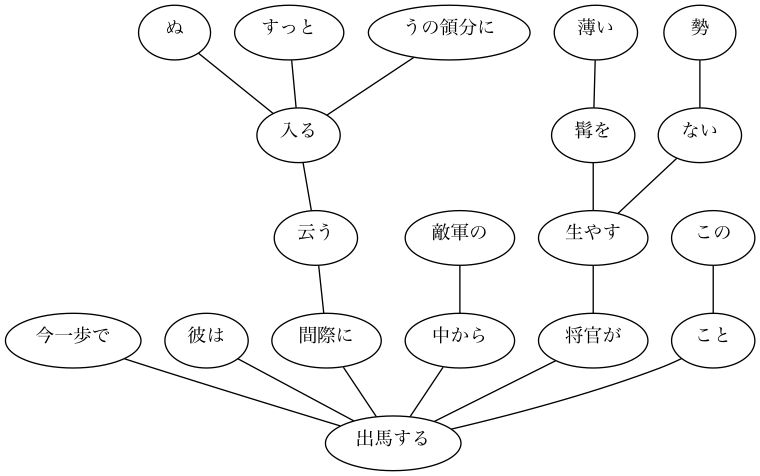 ぬ すっと うの領分に 薄い 勢
入る 髯を ない
云う 敵軍の 生やす この
今一歩で 彼は 間際に 中から 将官が こと
出馬する